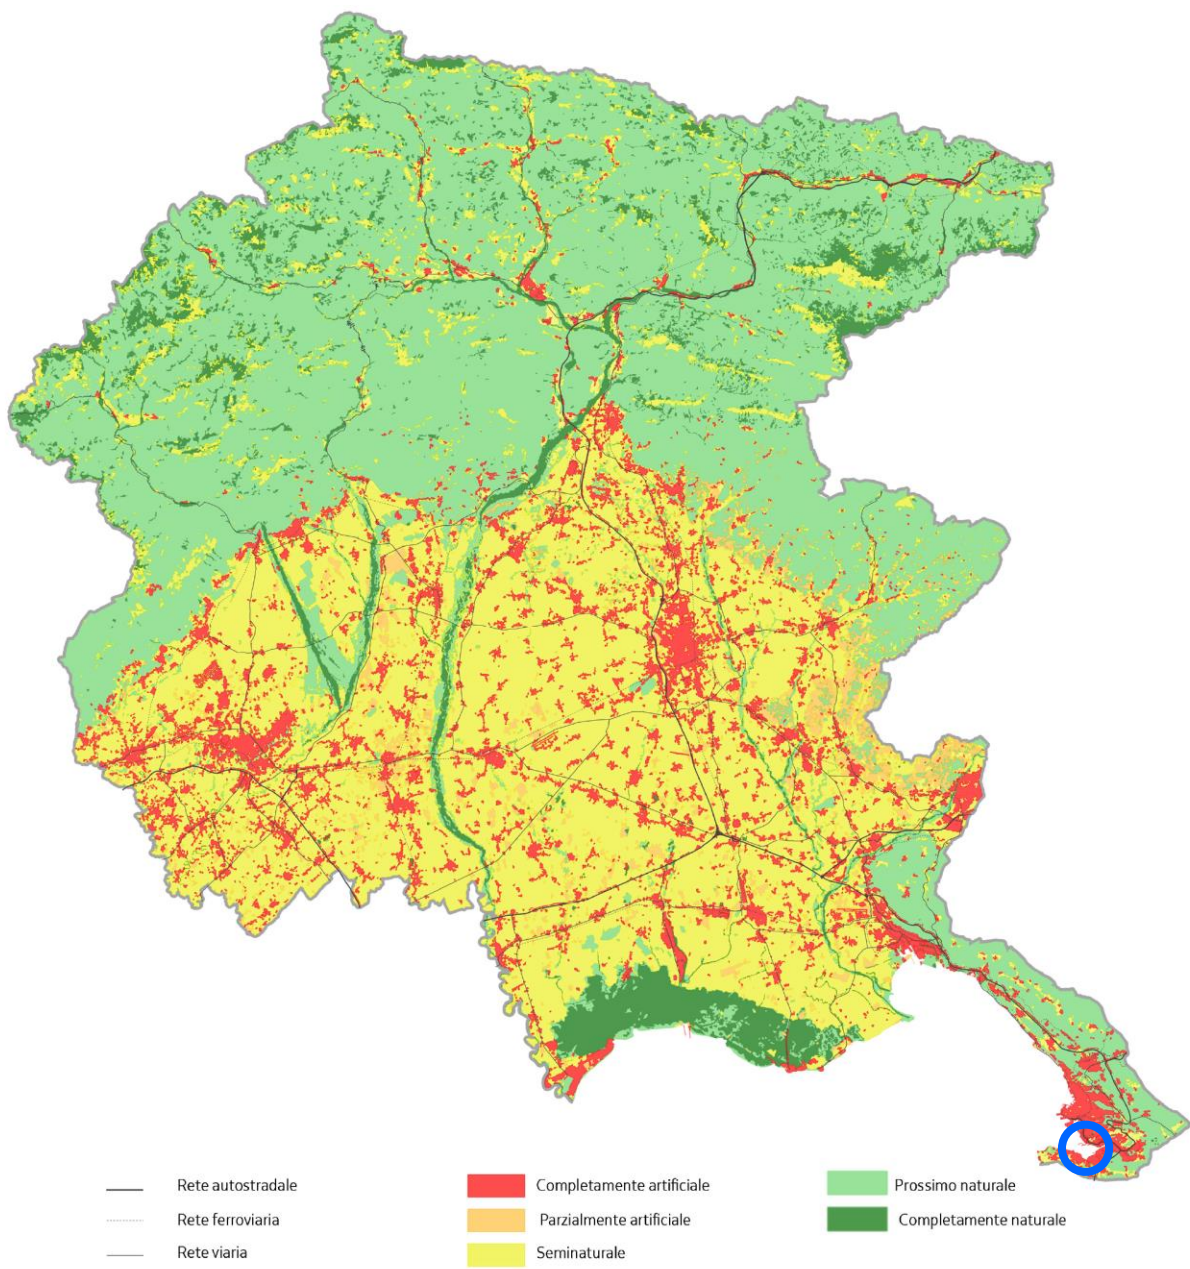 Rete autostradale
Rete ferroviaria
Rete viaria
Completamente artificiale
Parzialmente artificiale
Seminaturale
Prossimo naturale
Completamente naturale